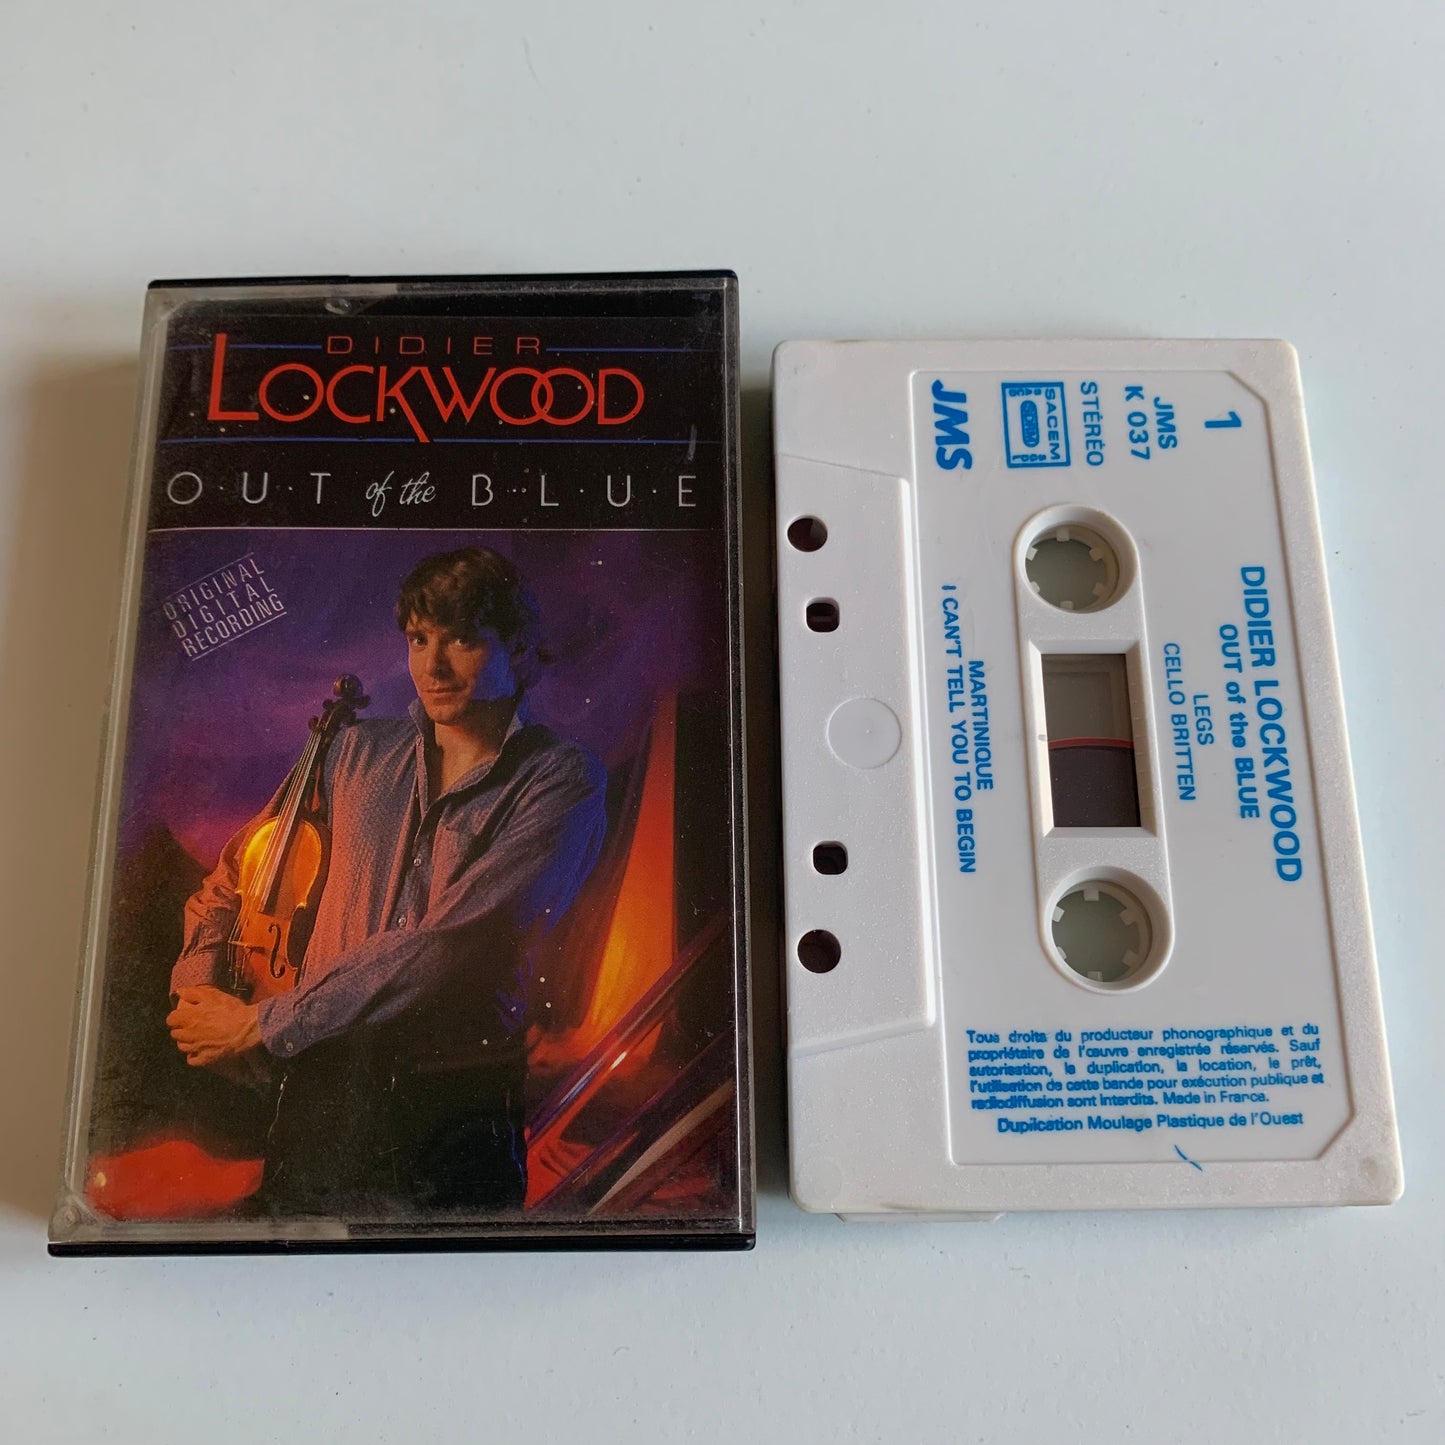 DIDIER
LOCKWOOD
O·U·T of the B·L·U·E
ORIGINAL
DIGITAL
RECORDING
1
JMS
K 037
STÉRÉO
SACEM
JMS
DIDIER LOCKWOOD
OUT of the BLUE
LEGS
CELLO BRITTEN
MARTINIQUE
I CAN'T TELL YOU TO BEGIN
Tous droits du producteur phonographique et du
propriétaire de l'œuvre enregistrée réservés. Sauf
autorisation, la duplication, la location, le prêt,
l'utilisation de cette bande pour exécution publique et
radiodiffusion sont interdits. Made in France.
Duplication Moulage Plastique de l'Ouest